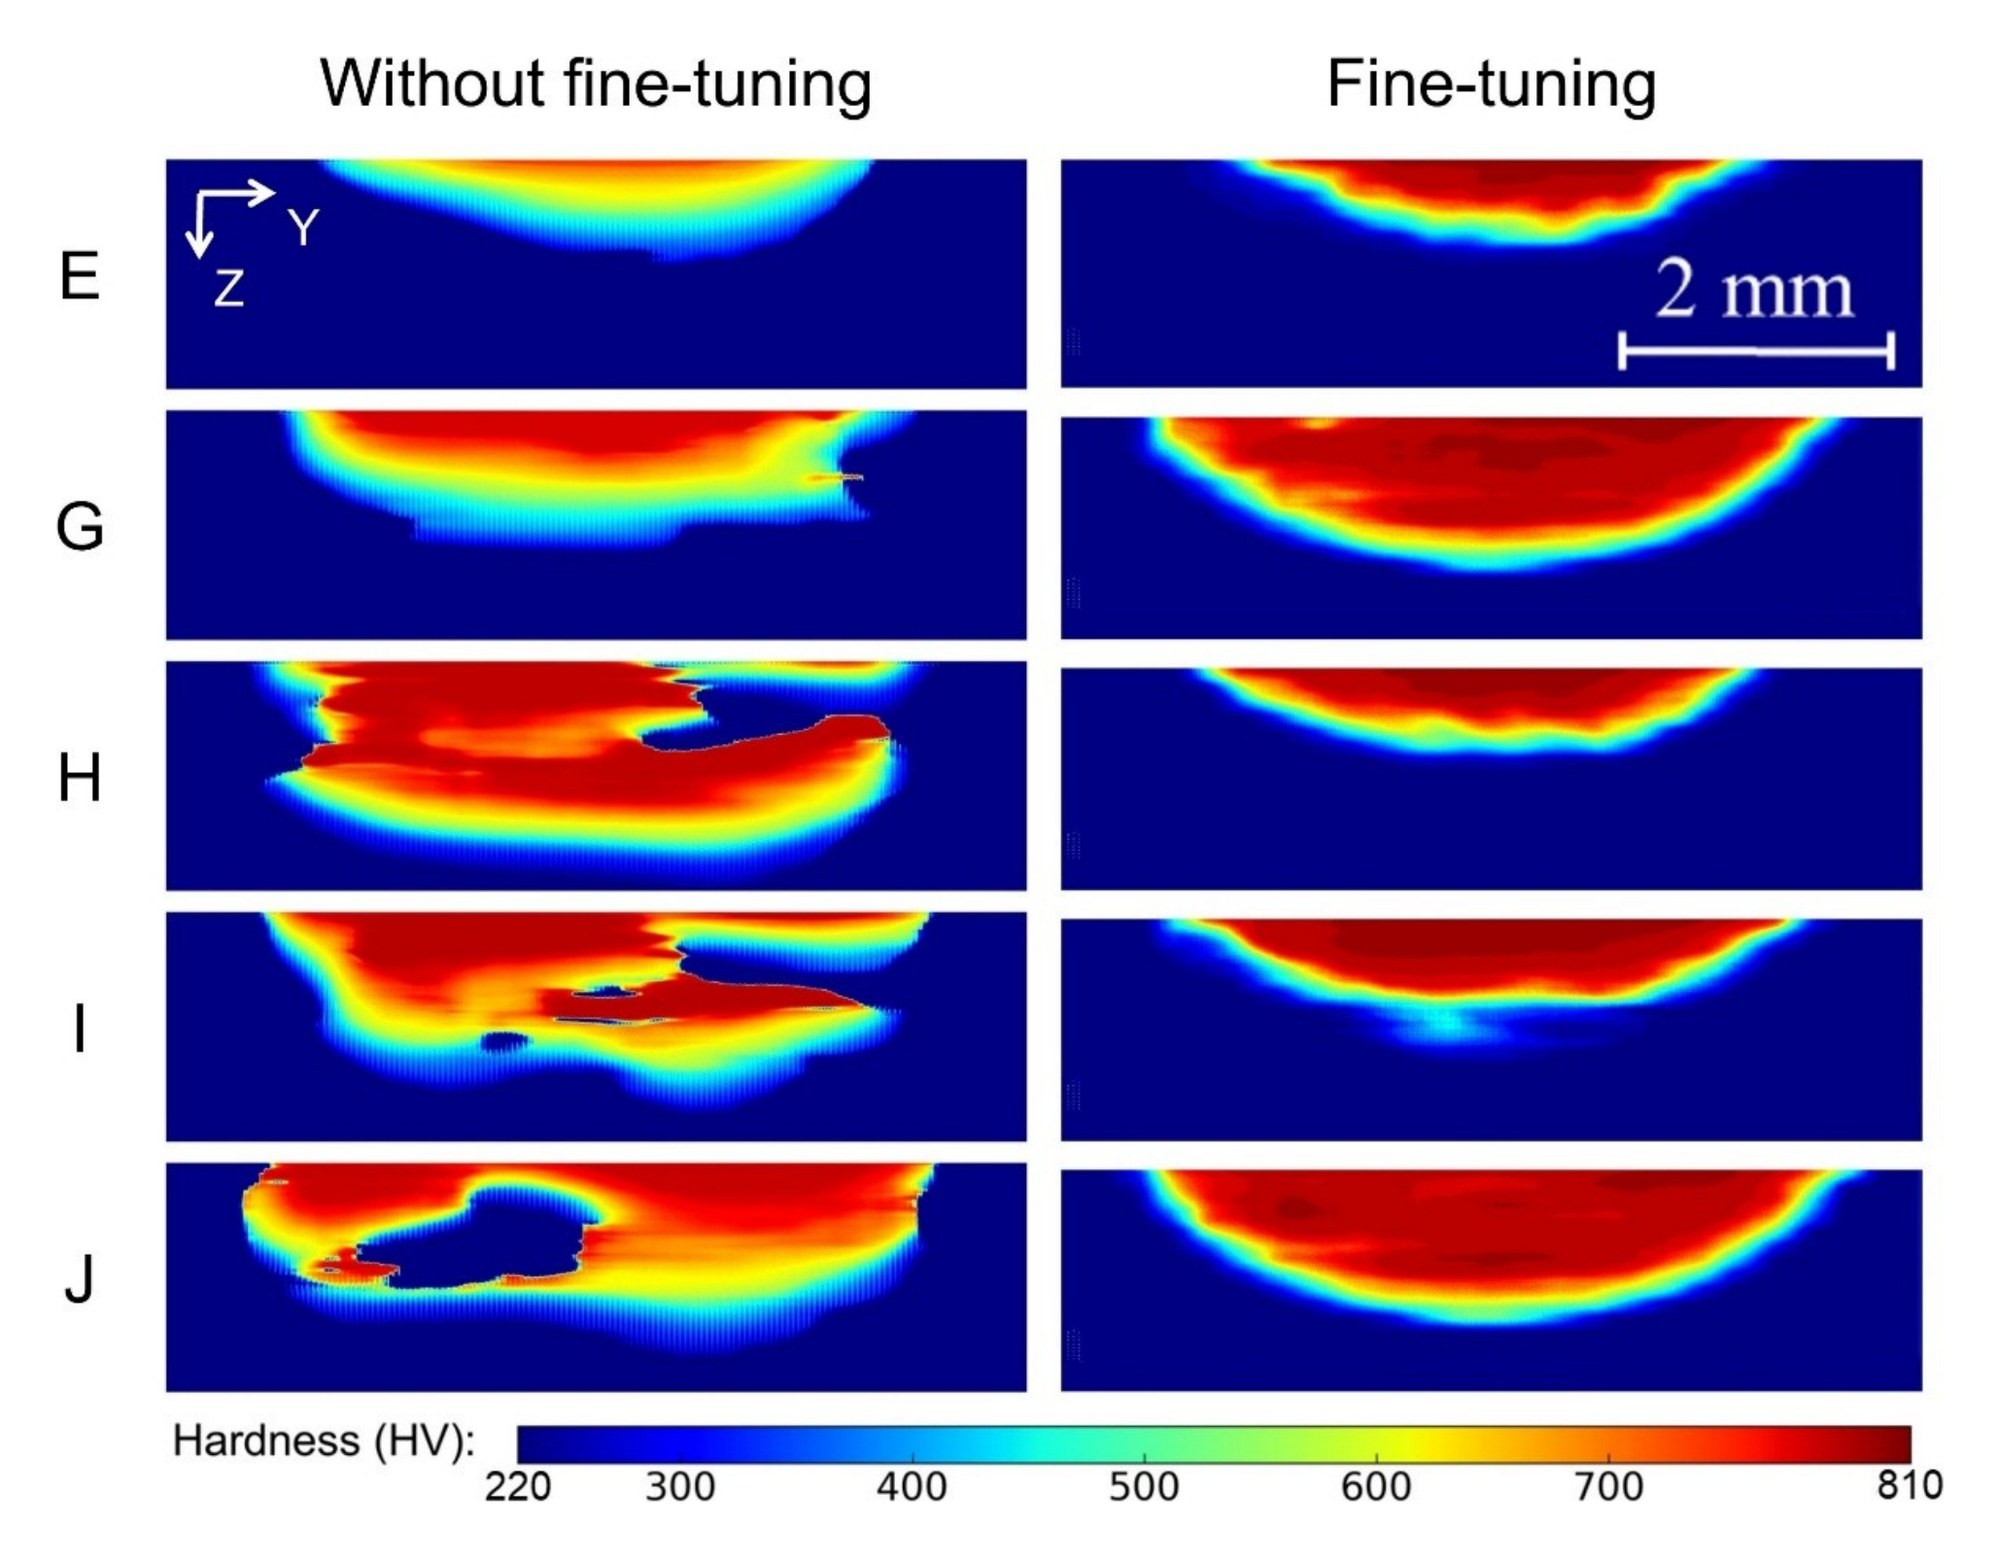 Without fine-tuning
Fine-tuning
E
Y
Z
2 mm
G
H
I
J
Hardness (HV):
220 300 400 500 600 700 810